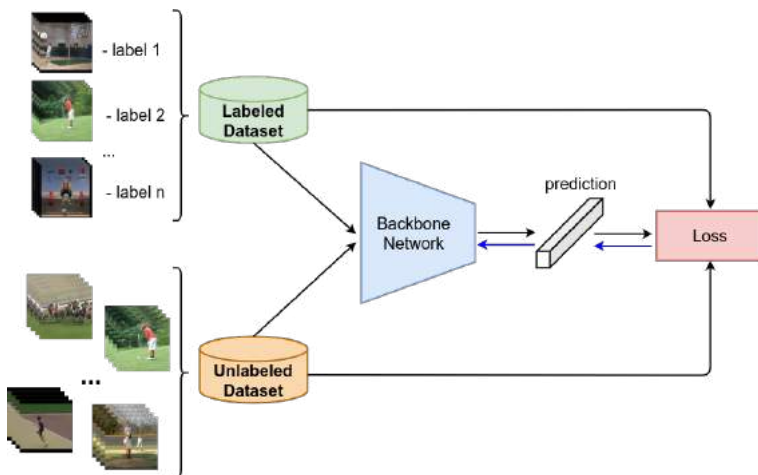 - label 1
- label 2
...
- label n
Labeled
Dataset
Backbone
Network
prediction
Loss
...
Unlabeled
Dataset